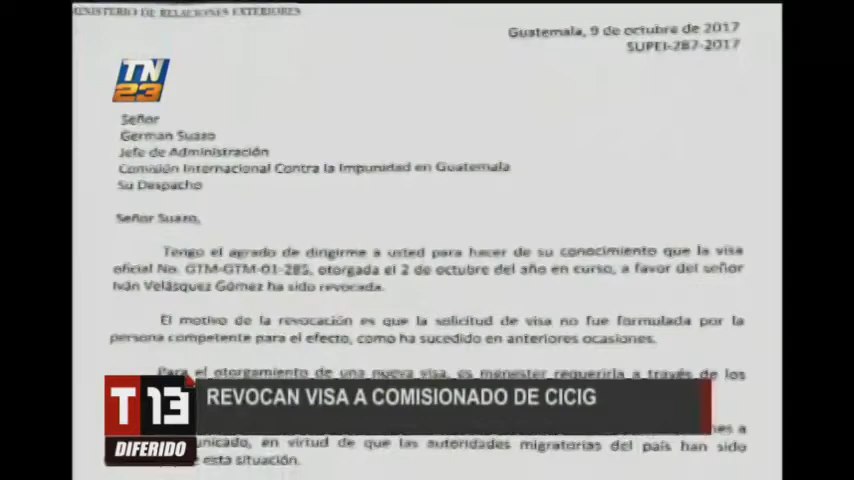 MINISTERIO DE RELACIONES EXTERIORES
Guatemala, 9 de octubre de 2017
SUPEI-287-2017
TN
23
Señor
German Suazo
Jefe de Administración
Comisión Internacional Contra la Impunidad en Guatemala
Su Despacho
Señor Suazo,
Tengo el agrado de dirigirme a usted para hacer de su conocimiento que la visa
oficial No. GTM-GTM-01-285, otorgada el 2 de octubre del año en curso, a favor del señor
Iván Velásquez Gómez ha sido revocada.
El motivo de la revocación es que la solicitud de visa no fue formulada por la
persona competente para el efecto, como ha sucedido en anteriores ocasiones.
Para el otorgamiento de una nueva visa, es menester requerirla a través de los
T 13
REVOCAN VISA A COMISIONADO DE CICIG
DIFERIDO
en virtud de que las autoridades migratorias del país han sido
esta situación.